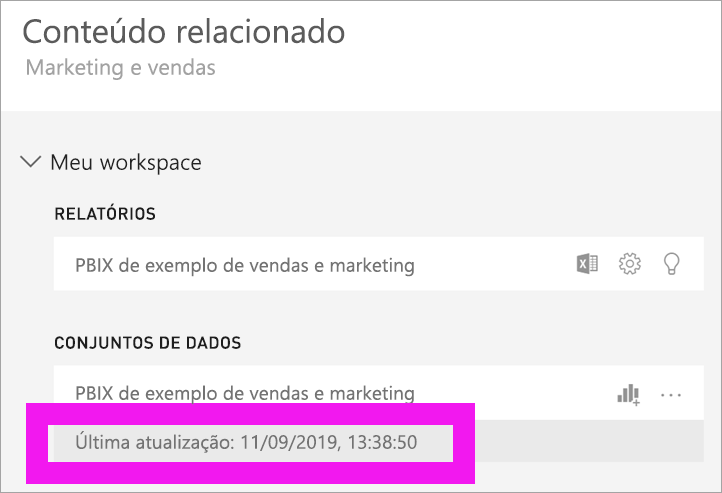 Conteúdo relacionado
Marketing e vendas
Meu workspace
RELATÓRIOS
PBIX de exemplo de vendas e marketing
CONJUNTOS DE DADOS
PBIX de exemplo de vendas e marketing
Última atualização: 11/09/2019, 13:38:50